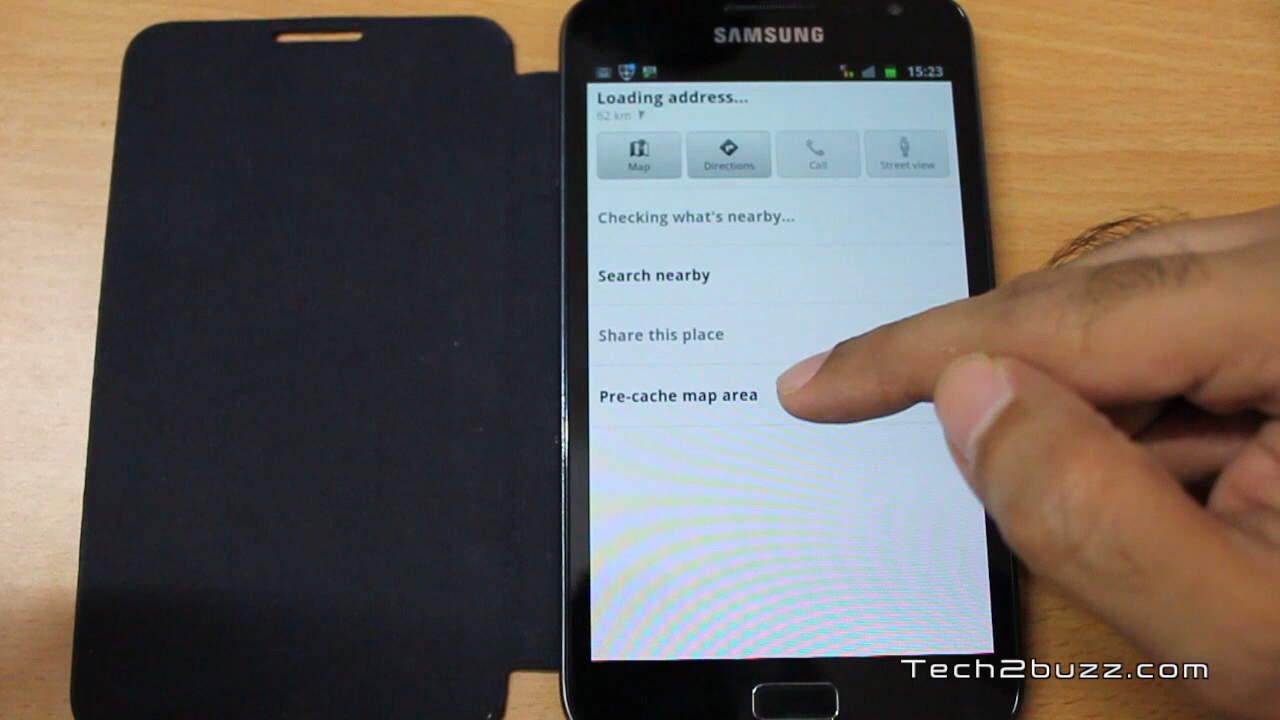 SAMSUNG
15:23
Loading address...
62 km
Map
Directions
Call
Street view
Checking what's nearby...
Search nearby
Share this place
Pre-cache map area
Tech2buzz.com